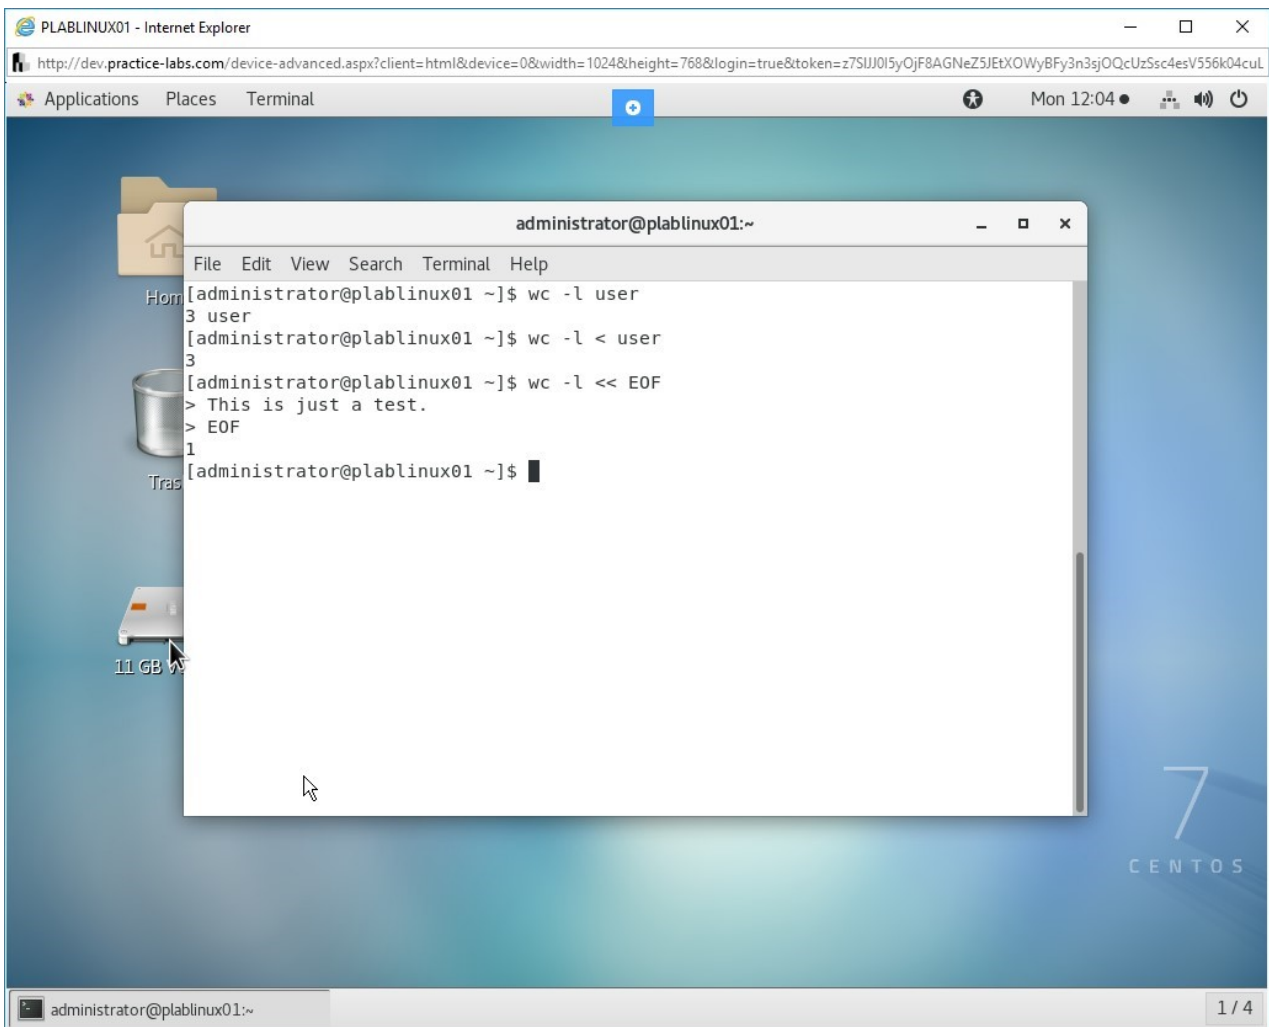 PLABLINUX01 - Internet Explorer
http://dev.practice-labs.com/device-advanced.aspx?client=html&device=0&width=1024&height=768&login=true&token=
Applications Places Terminal Mon 12:04
administrator@plablinux01:~
File Edit View Search Terminal Help
[administrator@plablinux01 ~]$ wc -l user
3 user
[administrator@plablinux01 ~]$ wc -l < user
3
[administrator@plablinux01 ~]$ wc -l << EOF
> This is just a test.
> EOF
1
[administrator@plablinux01 ~]$
11 GB
7
CENTOS
administrator@plablinux01:~
1 / 4